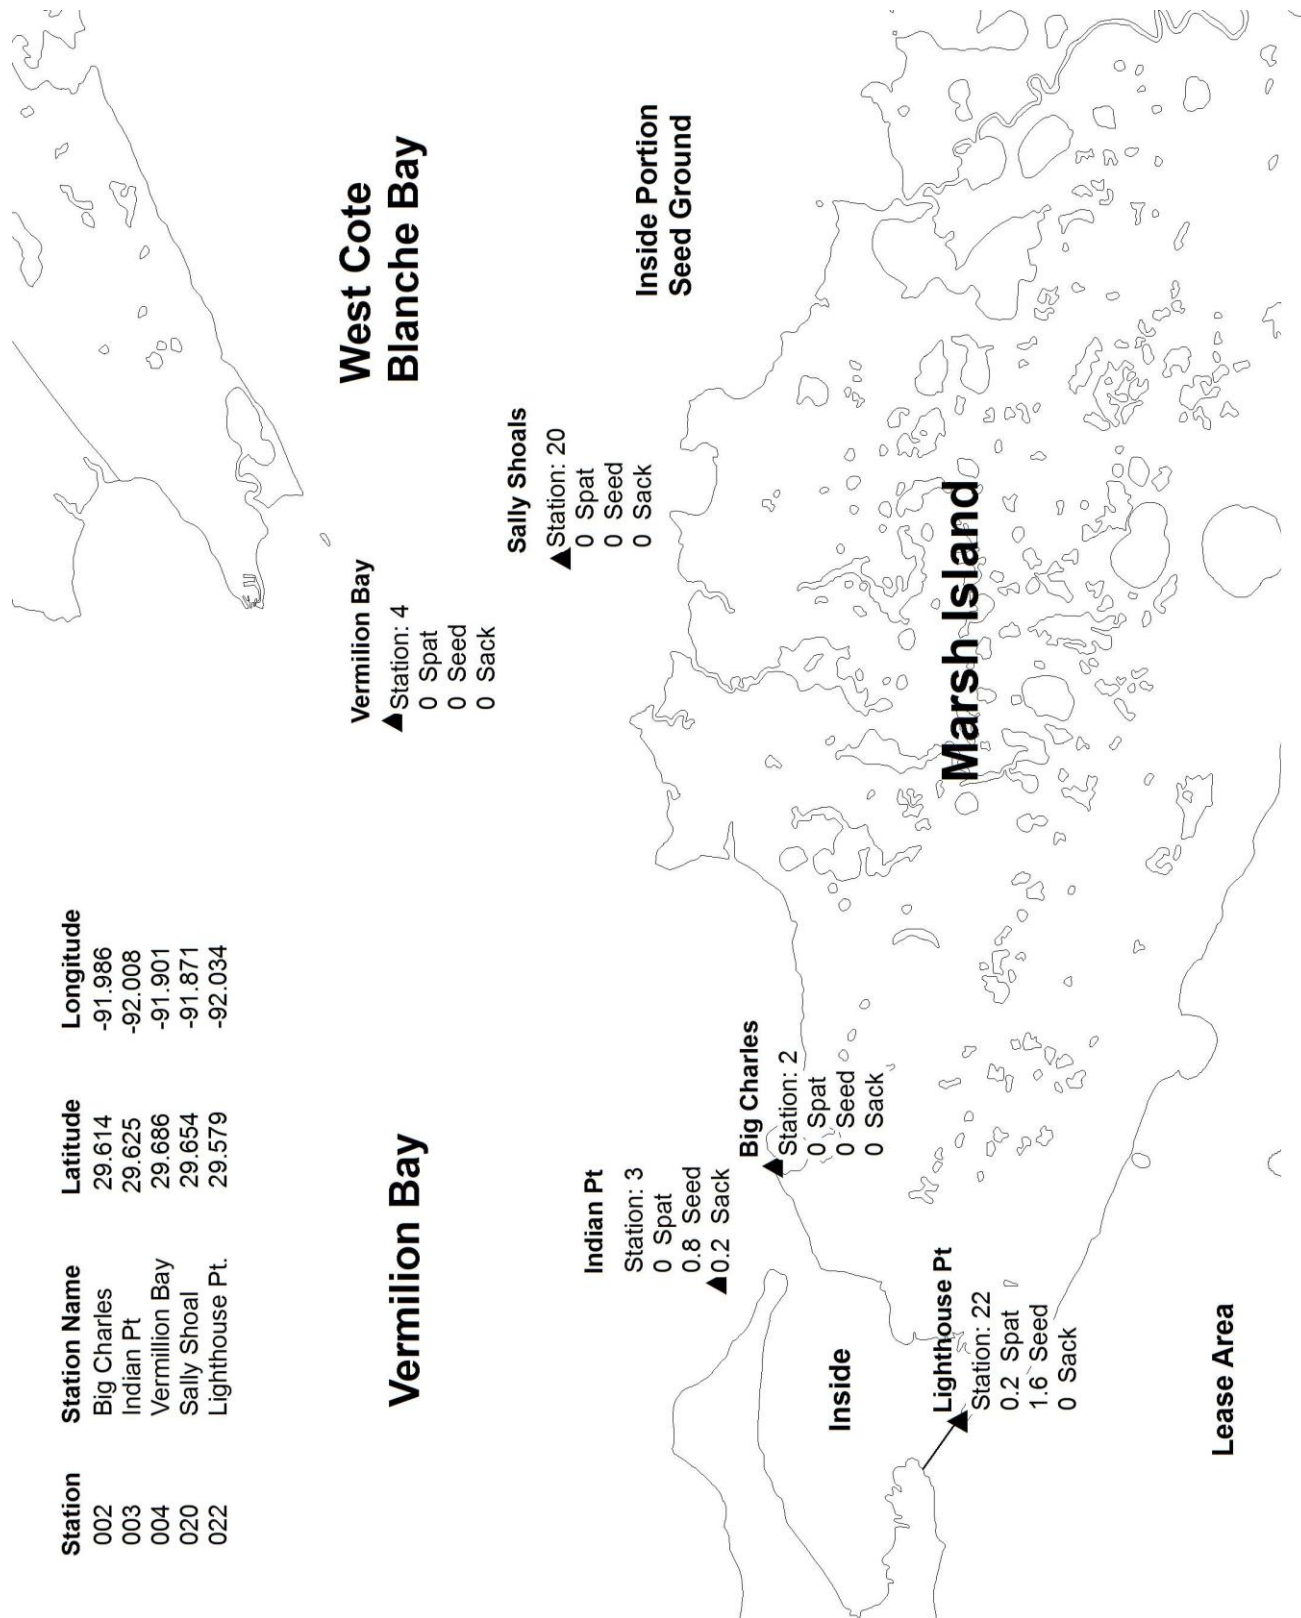 Station Station Name Latitude Longitude
002 Big Charles 29.614 -91.986
003 Indian Pt 29.625 -92.008
004 Vermillion Bay 29.686 -91.901
020 Sally Shoal 29.654 -91.871
022 Lighthouse Pt. 29.579 -92.034
West Cote
Blanche Bay
Vermilion Bay
Vermilion Bay
Station: 4
0 Spat
0 Seed
0 Sack
Sally Shoals
Station: 20
0 Spat
0 Seed
0 Sack
Inside Portion
Seed Ground
Indian Pt
Station: 3
0 Spat
0.8 Seed
0.2 Sack
Big Charles
Station: 2
0 Spat
0 Seed
0 Sack
Marsh Island
Inside
Lighthouse Pt
Station: 22
0.2 Spat
1.6 Seed
0 Sack
Lease Area